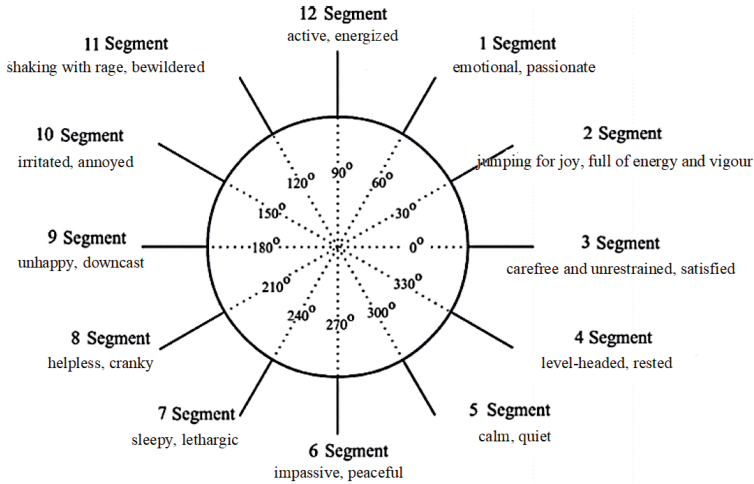 12 Segment
active, energized
11 Segment
shaking with rage, bewildered
1 Segment
emotional, passionate
10 Segment
irritated, annoyed
2 Segment
jumping for joy, full of energy and vigour
90°
120°
60°
150°
30°
9 Segment
unhappy, downcast
180°
0°
3 Segment
carefree and unrestrained, satisfied
210°
330°
240°
300°
270°
8 Segment
helpless, cranky
4 Segment
level-headed, rested
7 Segment
sleepy, lethargic
5 Segment
calm, quiet
6 Segment
impassive, peaceful